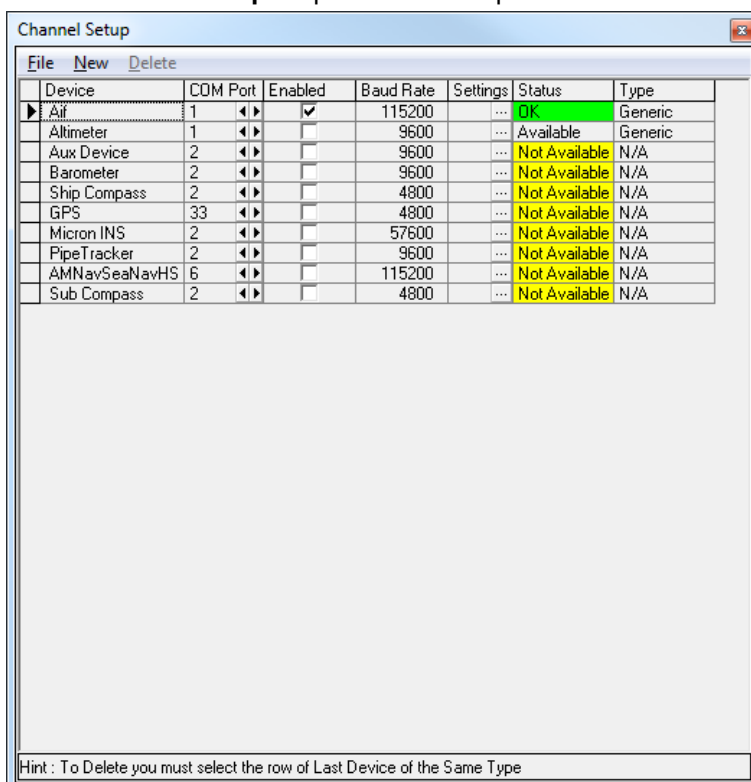 Channel Setup
File New Delete
Device COM Port Enabled Baud Rate Settings Status Type
Aif 1 115200 ... OK Generic
Altimeter 1 9600 ... Available Generic
Aux Device 2 9600 ... Not Available N/A
Barometer 2 9600 ... Not Available N/A
Ship Compass 2 4800 ... Not Available N/A
GPS 33 4800 ... Not Available N/A
Micron INS 2 57600 ... Not Available N/A
PipeTracker 2 9600 ... Not Available N/A
AMNavSeaNavHS 6 115200 ... Not Available N/A
Sub Compass 2 4800 ... Not Available N/A
Hint : To Delete you must select the row of Last Device of the Same Type